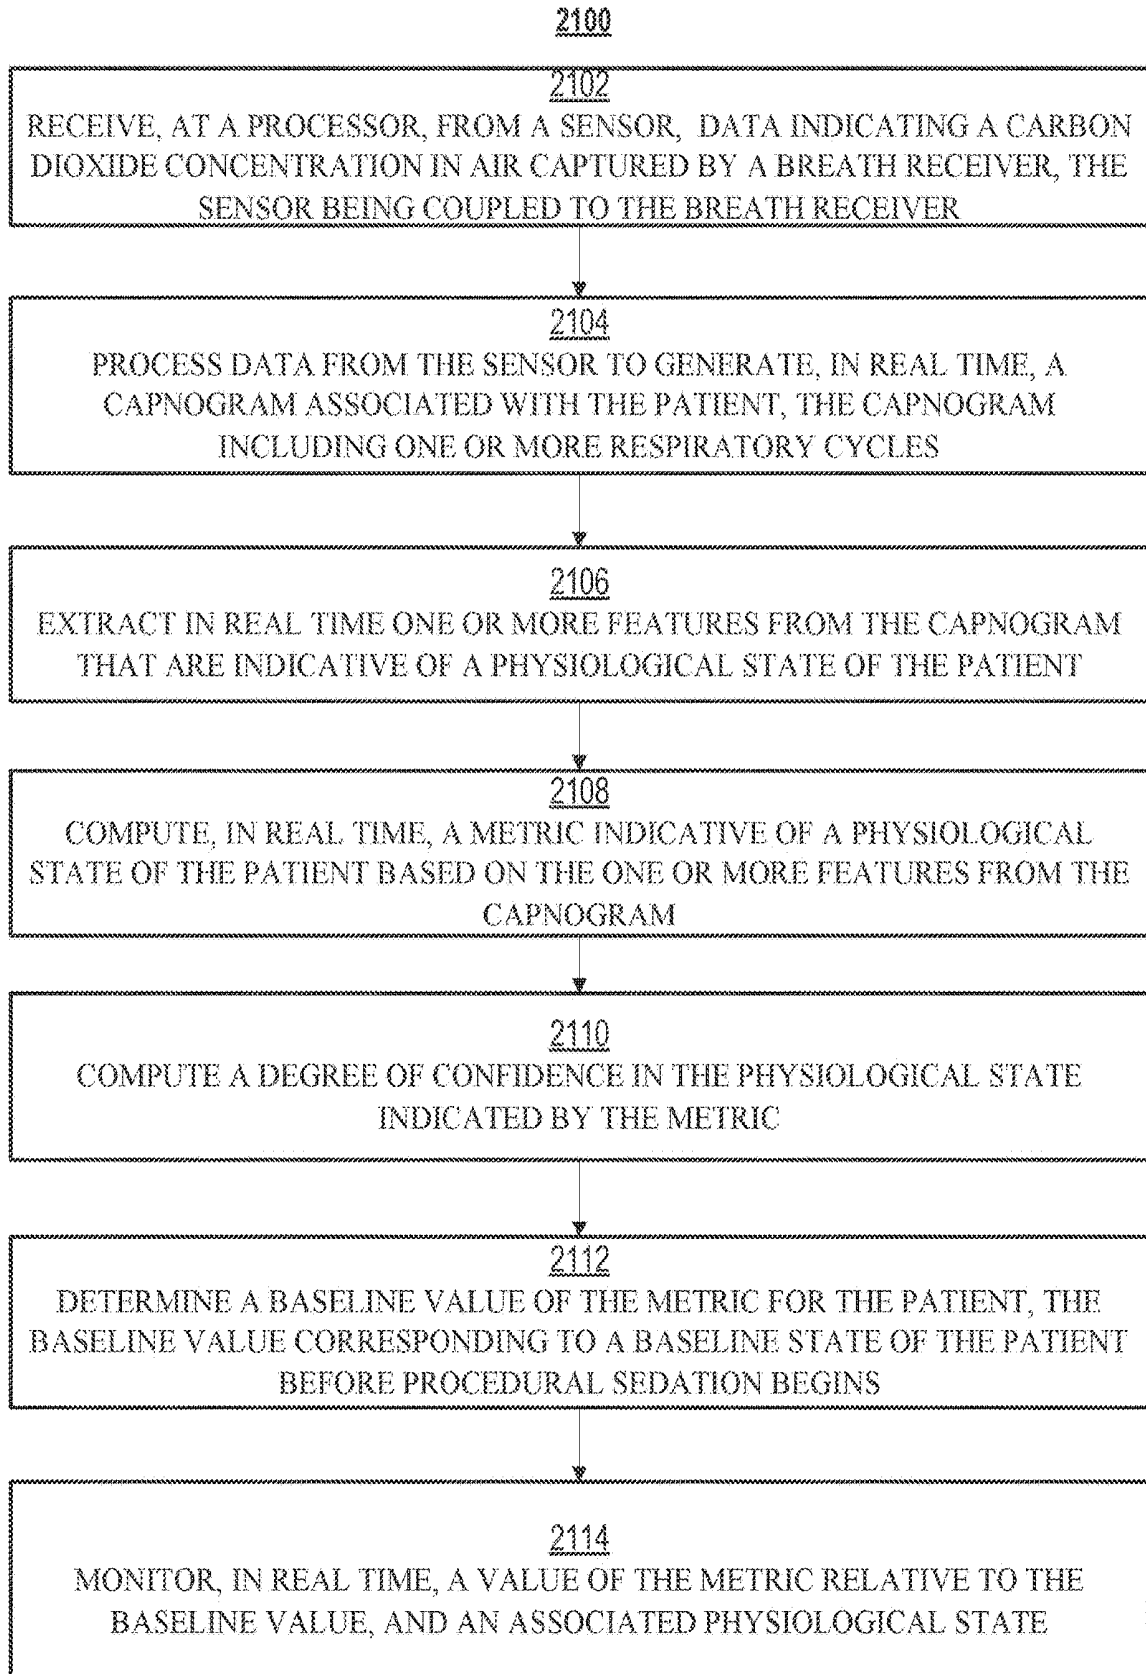 2100
2102
RECEIVE, AT A PROCESSOR, FROM A SENSOR, DATA INDICATING A CARBON
DIOXIDE CONCENTRATION IN AIR CAPTURED BY A BREATH RECEIVER, THE
SENSOR BEING COUPLED TO THE BREATH RECEIVER
2104
PROCESS DATA FROM THE SENSOR TO GENERATE, IN REAL TIME, A
CAPNOGRAM ASSOCIATED WITH THE PATIENT, THE CAPNOGRAM
INCLUDING ONE OR MORE RESPIRATORY CYCLES
2106
EXTRACT IN REAL TIME ONE OR MORE FEATURES FROM THE CAPNOGRAM
THAT ARE INDICATIVE OF A PHYSIOLOGICAL STATE OF THE PATIENT
2108
COMPUTE, IN REAL TIME, A METRIC INDICATIVE OF A PHYSIOLOGICAL
STATE OF THE PATIENT BASED ON THE ONE OR MORE FEATURES FROM THE
CAPNOGRAM
2110
COMPUTE A DEGREE OF CONFIDENCE IN THE PHYSIOLOGICAL STATE
INDICATED BY THE METRIC
2112
DETERMINE A BASELINE VALUE OF THE METRIC FOR THE PATIENT, THE
BASELINE VALUE CORRESPONDING TO A BASELINE STATE OF THE PATIENT
BEFORE PROCEDURAL SEDATION BEGINS
2114
MONITOR, IN REAL TIME, A VALUE OF THE METRIC RELATIVE TO THE
BASELINE VALUE, AND AN ASSOCIATED PHYSIOLOGICAL STATE